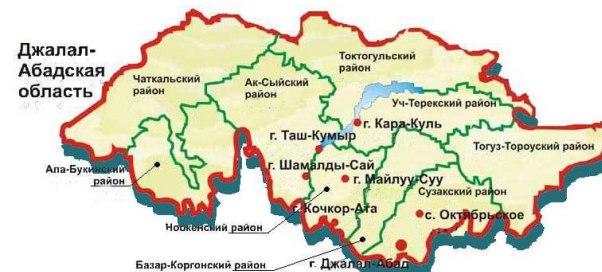 Джалал-
Абадская
область
Чаткальский
район
Ак-Сыйский
район
Токтогульский
район
Уч-Терекский район
г. Кара-Куль
г. Таш-Кумыр
Тогуз-Тороуский район
Ала-Букинский
район
г. Шамалды-Сай
г. Майлуу-Суу
Сузакский район
г. Кочкор-Ата
с. Октябрьское
Ноокенский район
Базар-Коргонский район
г. Джалал-Абад